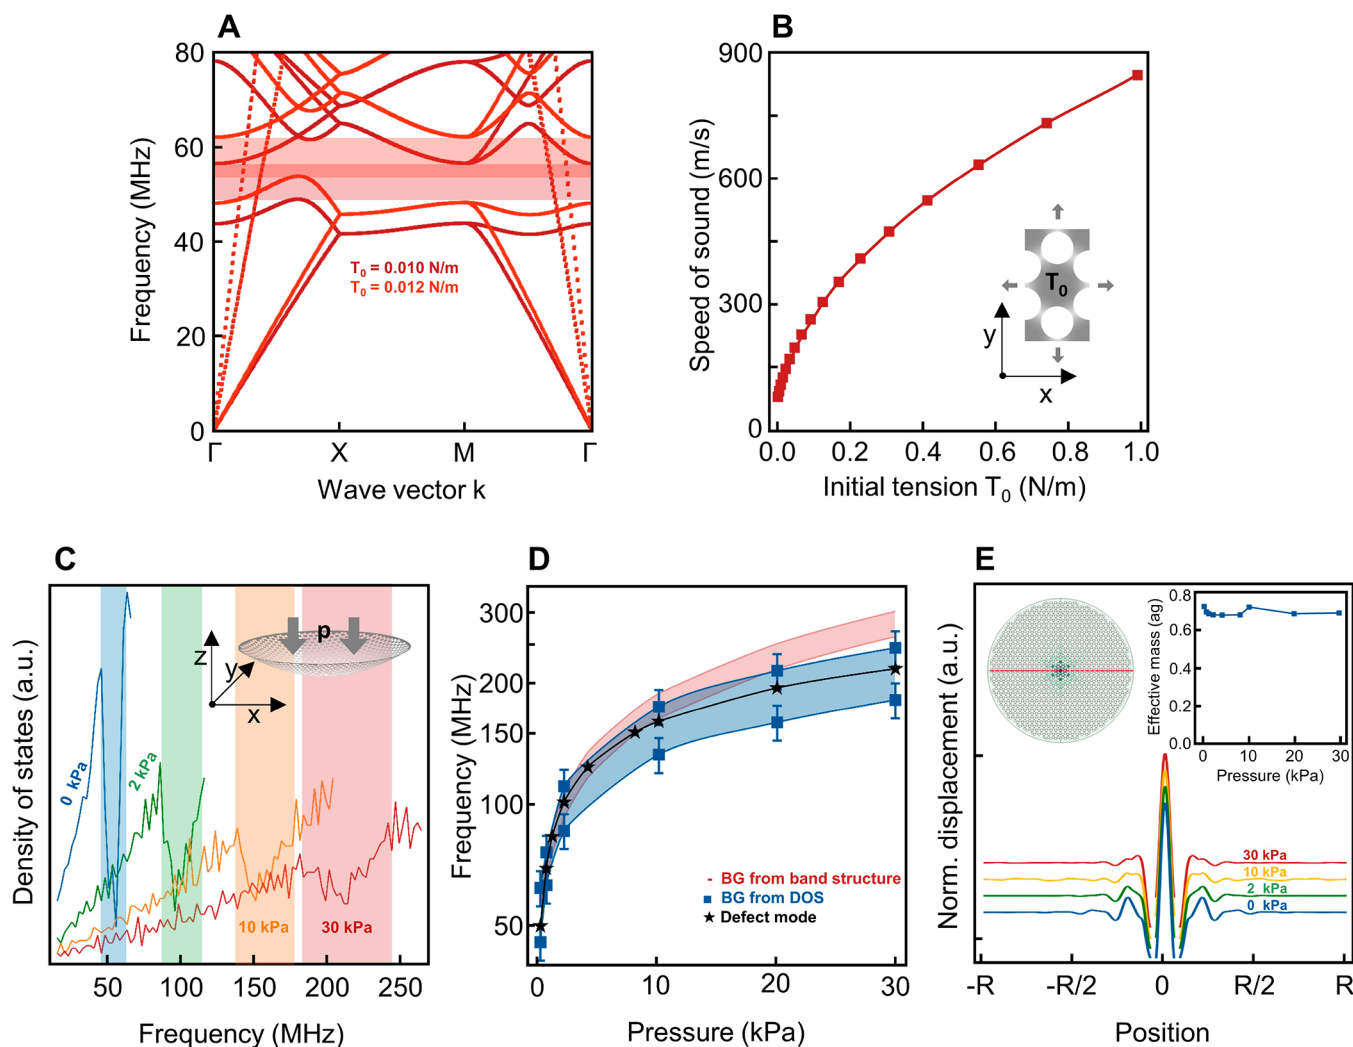 A
80
60
40
20
0
Frequency (MHz)
T0 = 0.010 N/m
T0 = 0.012 N/m
Γ X M Γ
Wave vector k
B
900
600
300
0
Speed of sound (m/s)
T0
y
x
0.0 0.2 0.4 0.6 0.8 1.0
Initial tension T0 (N/m)
C
Density of states (a.u.)
0 kPa
2 kPa
10 kPa
30 kPa
p
z
y
x
50 100 150 200 250
Frequency (MHz)
D
300
200
150
100
50
Frequency (MHz)
- BG from band structure
BG from DOS
Defect mode
0 10 20 30
Pressure (kPa)
E
Norm. displacement (a.u.)
Effective mass (ag)
0.8
0.6
0.4
0.2
0.0
0 5 10 15 20 25 30
Pressure (kPa)
30 kPa
10 kPa
2 kPa
0 kPa
-R -R/2 0 R/2 R
Position